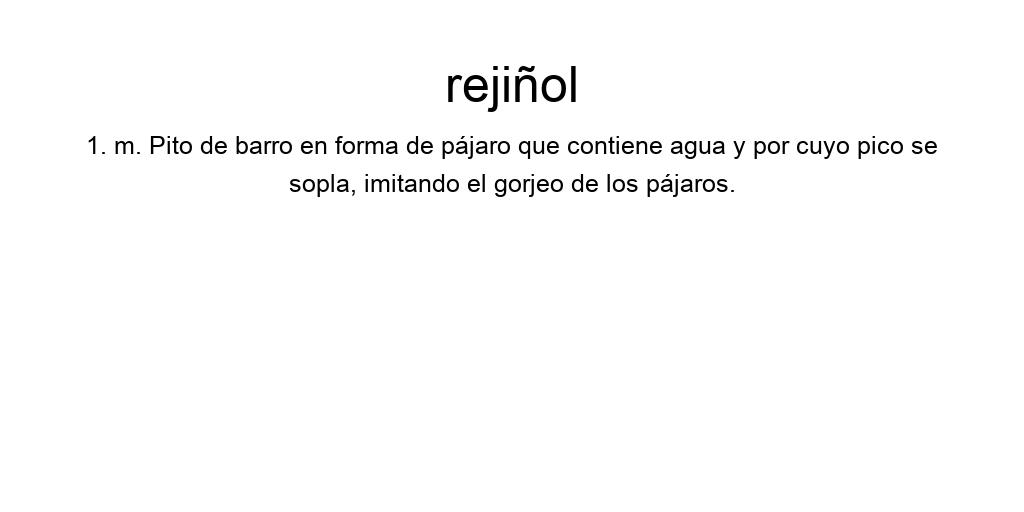 rejiñol
1. m. Pito de barro en forma de pájaro que contiene agua y por cuyo pico se
sopla, imitando el gorjeo de los pájaros.